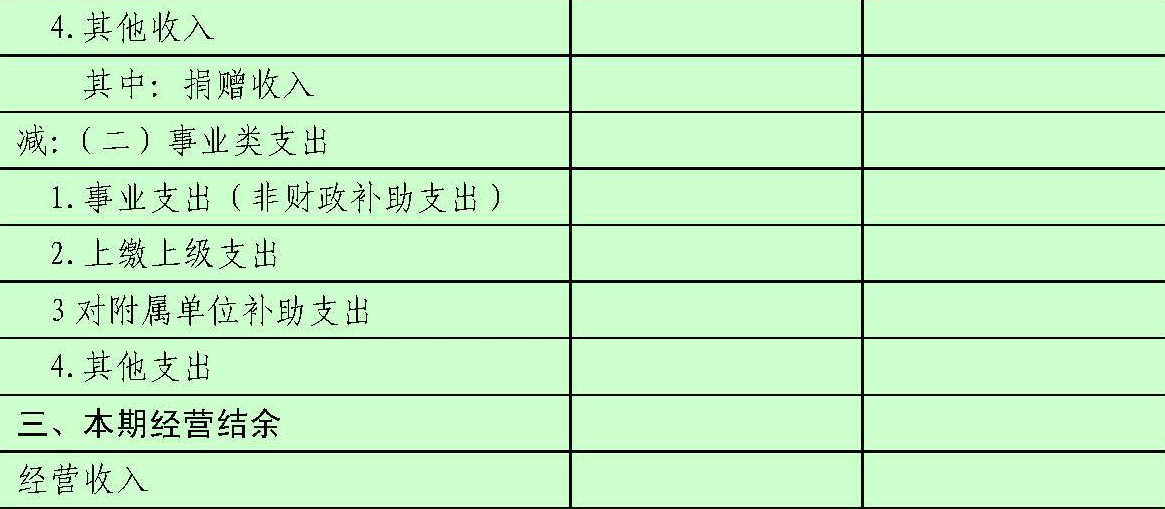 4.其他收入
其中：捐赠收入
减：（二）事业类支出
1.事业支出（非财政补助支出）
2.上缴上级支出
3对附属单位补助支出
4.其他支出
三、本期经营结余
经营收入